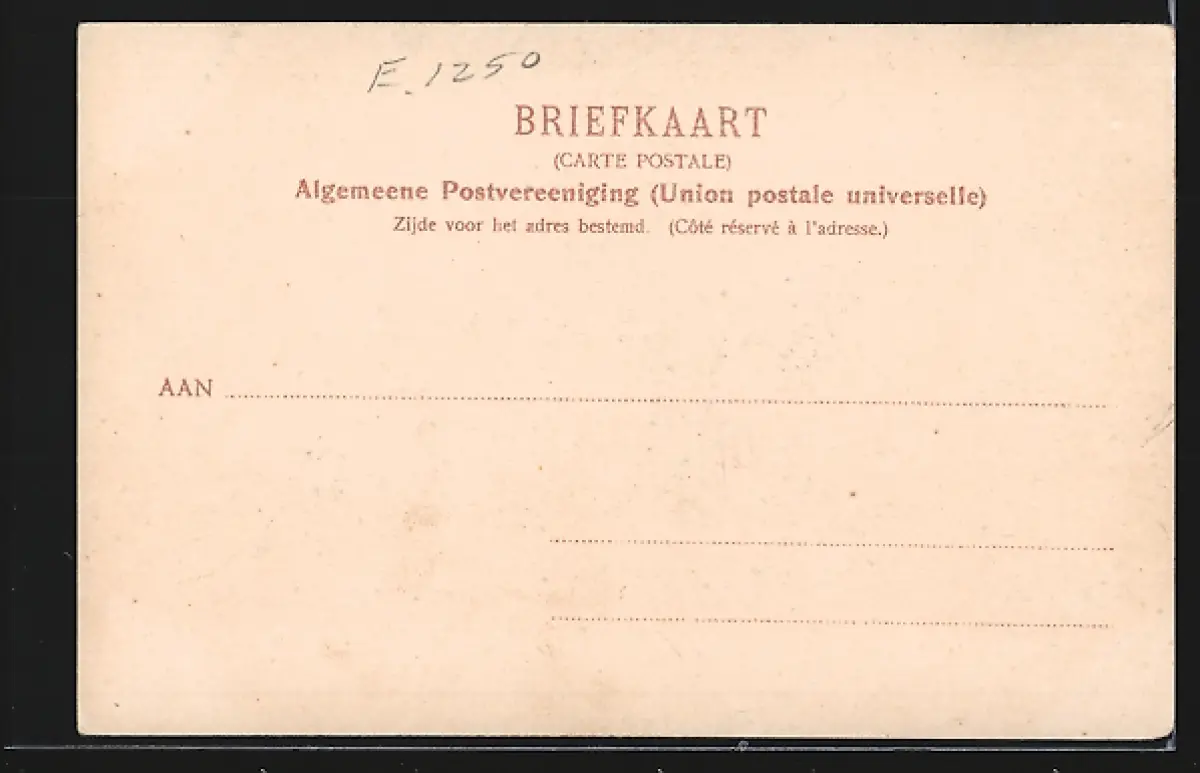 E. 1250
BRIEFKAART
(CARTE POSTALE)
Algemeene Postvereeniging (Union postale universelle)
Zijde voor het adres bestemd. (Côté réservé à l'adresse.)
AAN